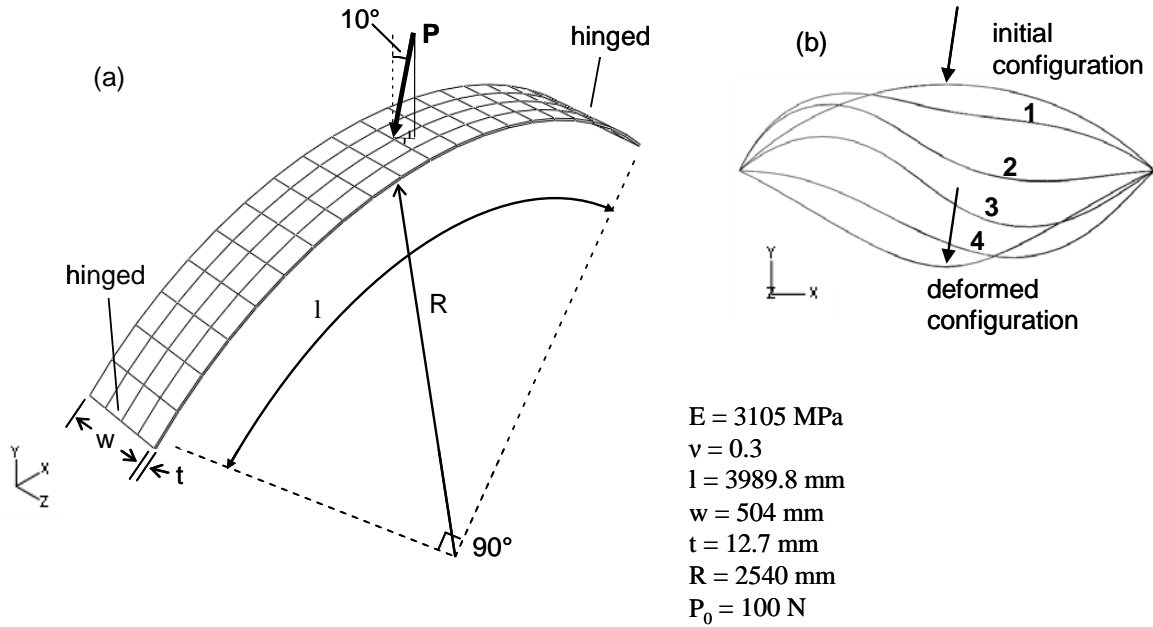 10°
P
hinged
(a)
hinged
l
R
w
t
90°
Y
X
Z
(b)
initial
configuration
1
2
3
4
Y
Z
X
deformed
configuration
E = 3105 MPa
ν = 0.3
l = 3989.8 mm
w = 504 mm
t = 12.7 mm
R = 2540 mm
P₀ = 100 N